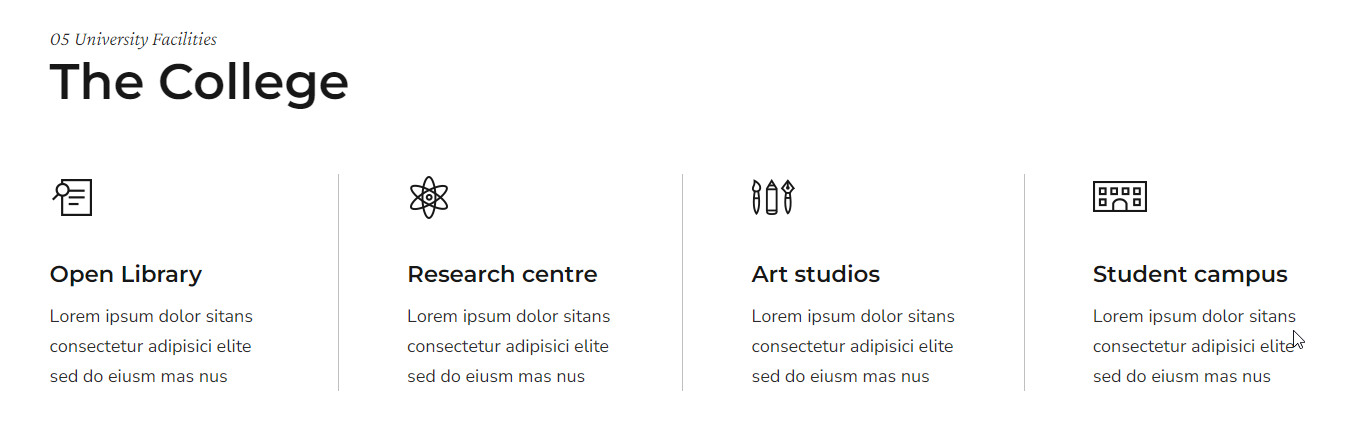 05 University Facilities
The College
Open Library
Lorem ipsum dolor sitans
consectetur adipisici elite
sed do eiusm mas nus
Research centre
Lorem ipsum dolor sitans
consectetur adipisici elite
sed do eiusm mas nus
Art studios
Lorem ipsum dolor sitans
consectetur adipisici elite
sed do eiusm mas nus
Student campus
Lorem ipsum dolor sitans
consectetur adipisici elite
sed do eiusm mas nus